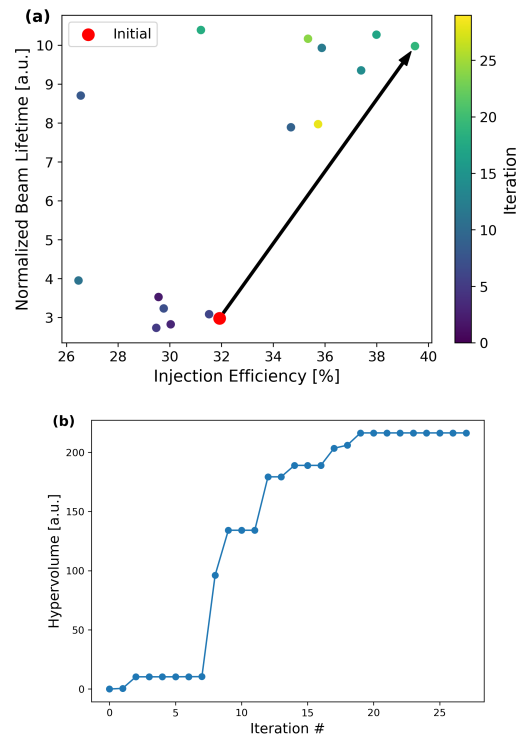 (a)
Initial
Normalized Beam Lifetime [a.u.]
10
9
8
7
6
5
4
3
26 28 30 32 34 36 38 40
Injection Efficiency [%]
25
20
15
10
5
0
Iteration
(b)
Hypervolume [a.u.]
200
150
100
50
0
0 5 10 15 20 25
Iteration #